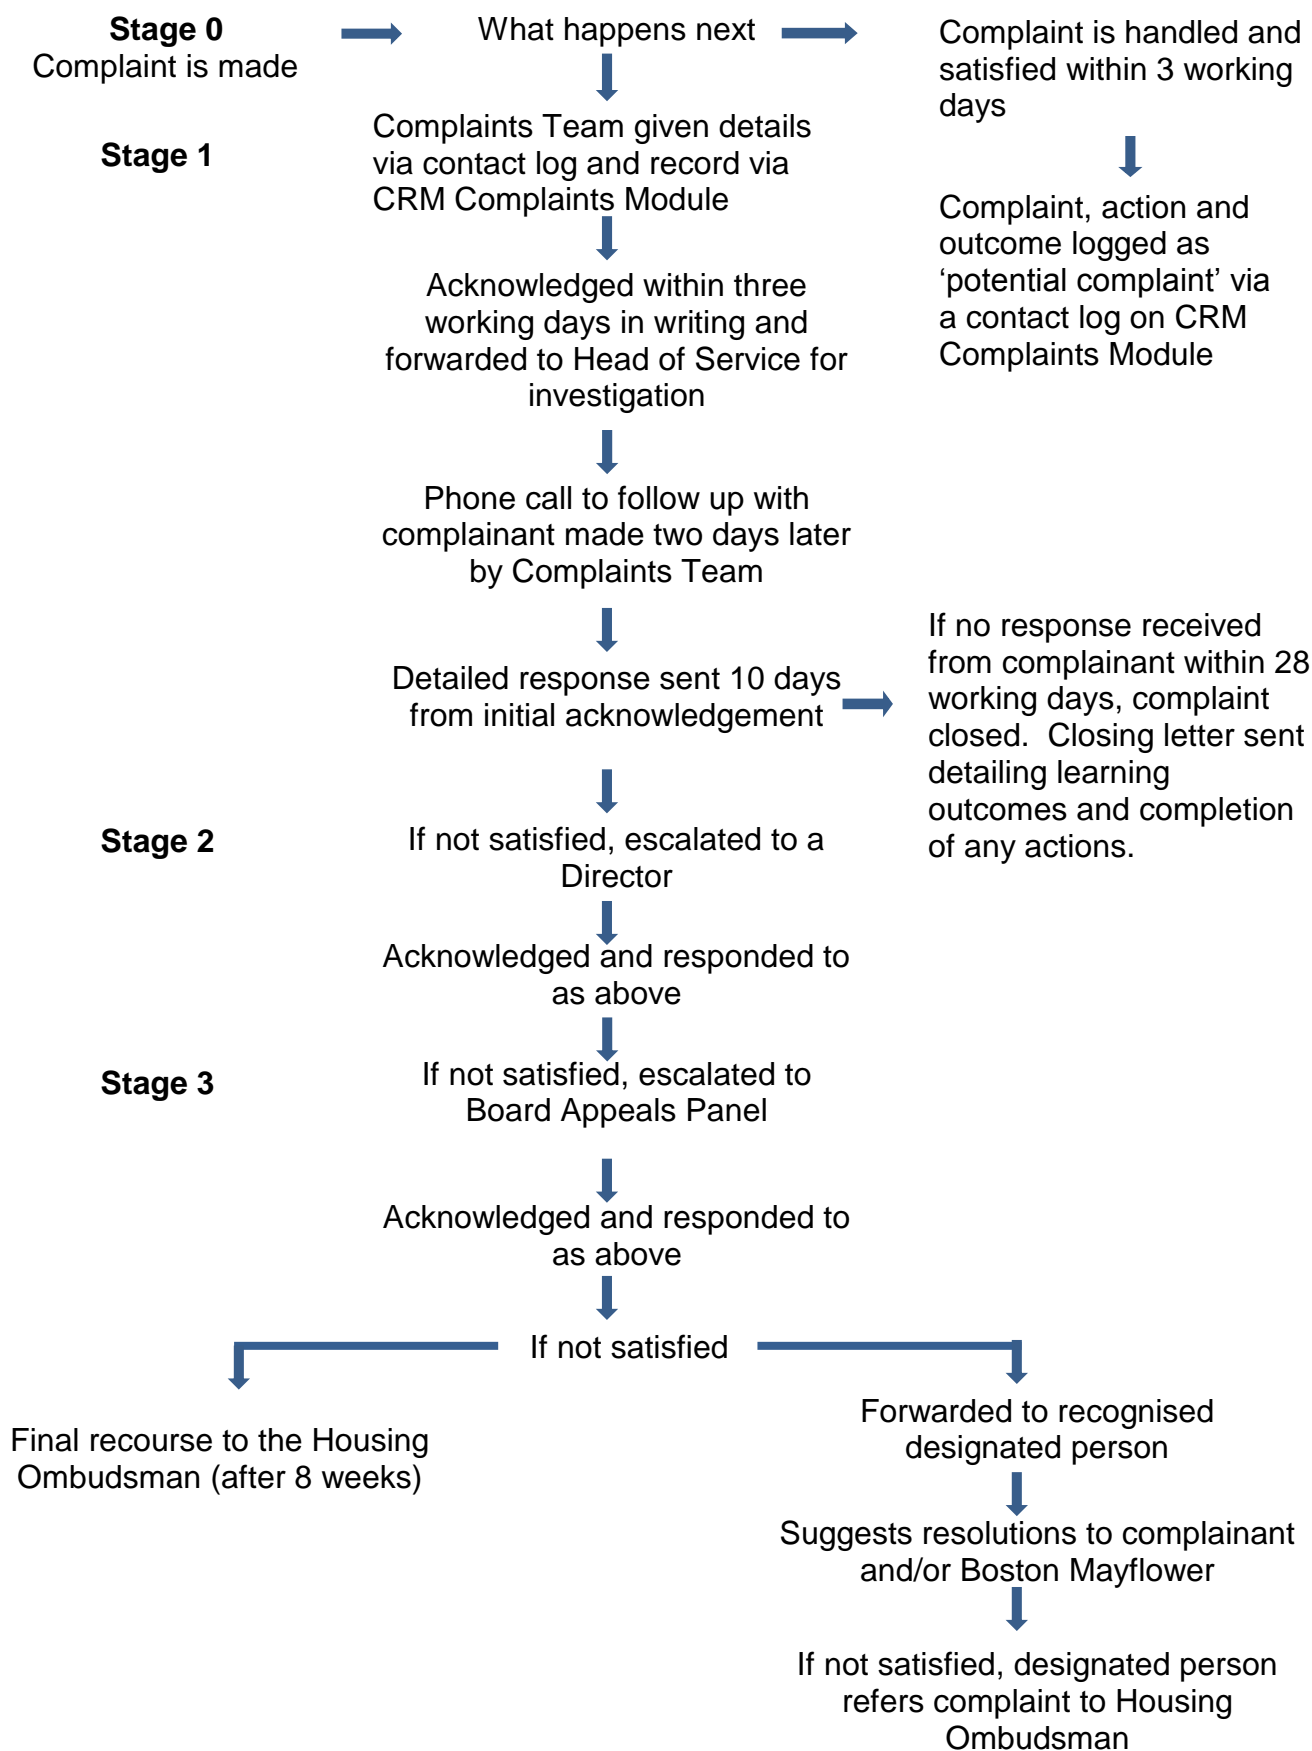 Stage 0
Complaint is made
What happens next
Complaint is handled and
satisfied within 3 working
days
Stage 1
Complaints Team given details
via contact log and record via
CRM Complaints Module
Complaint, action and
outcome logged as
‘potential complaint’ via
a contact log on CRM
Complaints Module
Acknowledged within three
working days in writing and
forwarded to Head of Service for
investigation
Phone call to follow up with
complainant made two days later
by Complaints Team
Detailed response sent 10 days
from initial acknowledgement
If no response received
from complainant within 28
working days, complaint
closed.  Closing letter sent
detailing learning
outcomes and completion
of any actions.
Stage 2
If not satisfied, escalated to a
Director
Acknowledged and responded to
as above
Stage 3
If not satisfied, escalated to
Board Appeals Panel
Acknowledged and responded to
as above
If not satisfied
Final recourse to the Housing
Ombudsman (after 8 weeks)
Forwarded to recognised
designated person
Suggests resolutions to complainant
and/or Boston Mayflower
If not satisfied, designated person
refers complaint to Housing
Ombudsman